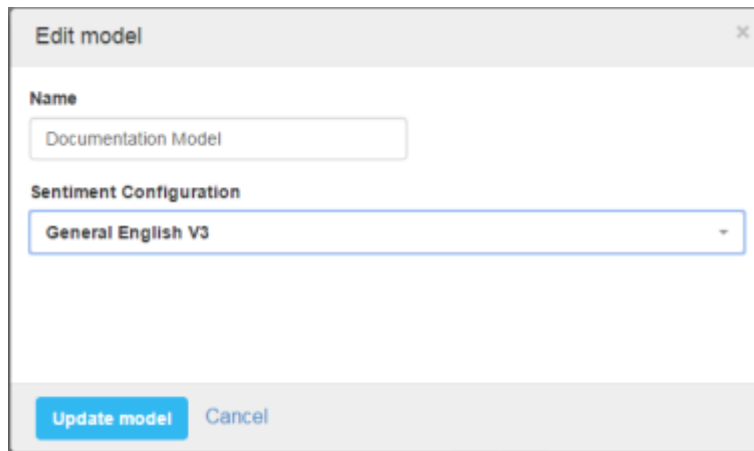 Edit model
Name
Documentation Model
Sentiment Configuration
General English V3
Update model Cancel